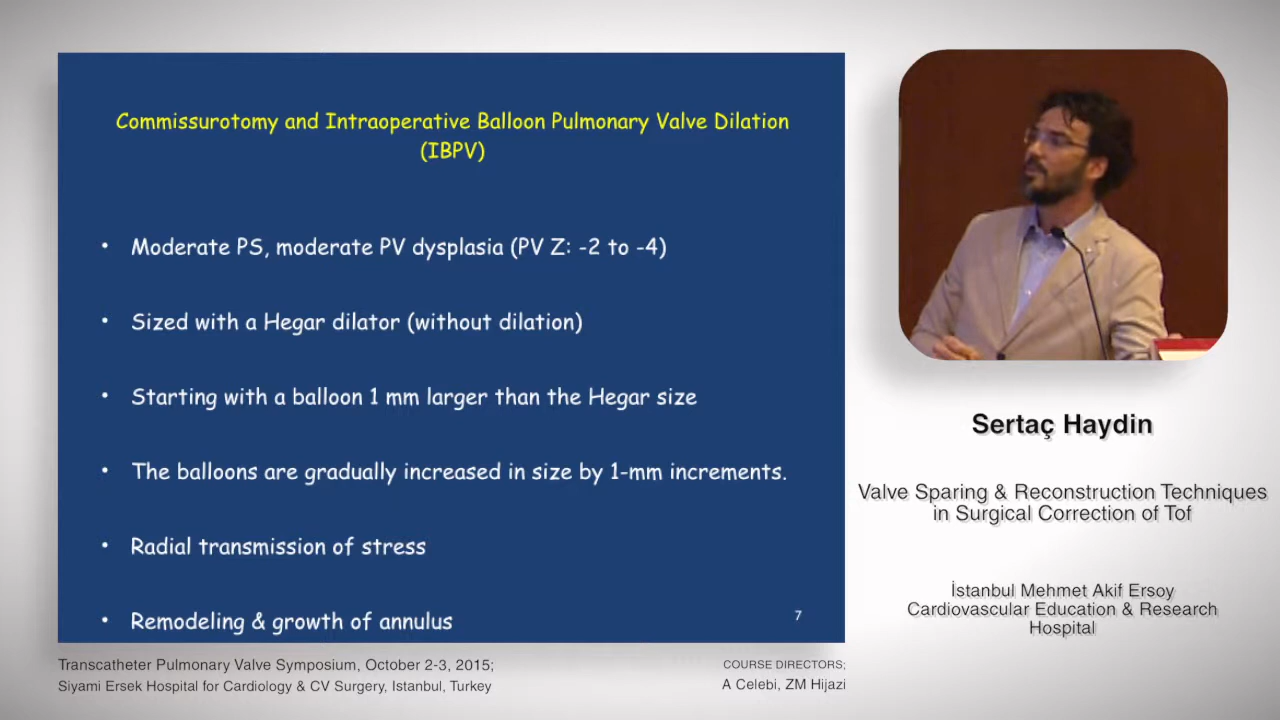 Commissurotomy and Intraoperative Balloon Pulmonary Valve Dilation
(IBPV)
• Moderate PS, moderate PV dysplasia (PV Z: -2 to -4)
• Sized with a Hegar dilator (without dilation)
• Starting with a balloon 1 mm larger than the Hegar size
• The balloons are gradually increased in size by 1-mm increments.
• Radial transmission of stress
• Remodeling & growth of annulus
7
Sertaç Haydin
Valve Sparing & Reconstruction Techniques
in Surgical Correction of Tof
İstanbul Mehmet Akif Ersoy
Cardiovascular Education & Research
Hospital
Transcatheter Pulmonary Valve Symposium, October 2-3, 2015;
Siyami Ersek Hospital for Cardiology & CV Surgery, Istanbul, Turkey
COURSE DIRECTORS;
A Celebi, ZM Hijazi